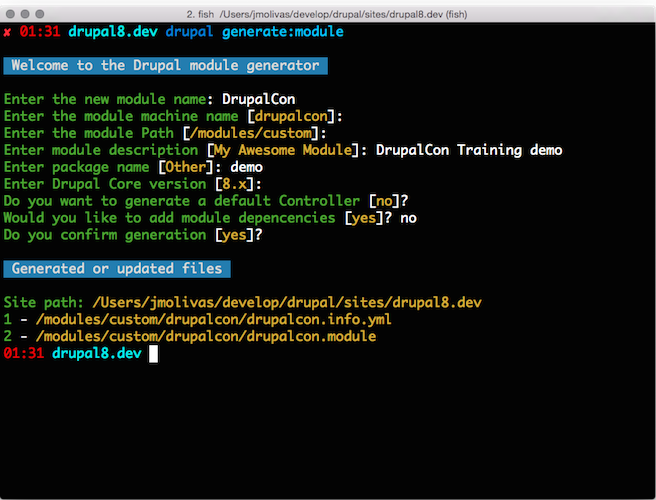 2. fish /Users/jmolivas/develop/drupal/sites/drupal8.dev (fish)
✘ 01:31 drupal8.dev drupal generate:module
Welcome to the Drupal module generator
Enter the new module name: DrupalCon
Enter the module machine name [drupalcon]:
Enter the module Path [/modules/custom]:
Enter module description [My Awesome Module]: DrupalCon Training demo
Enter package name [Other]: demo
Enter Drupal Core version [8.x]:
Do you want to generate a default Controller [no]?
Would you like to add module depencencies [yes]? no
Do you confirm generation [yes]?
Generated or updated files
Site path: /Users/jmolivas/develop/drupal/sites/drupal8.dev
1 - /modules/custom/drupalcon/drupalcon.info.yml
2 - /modules/custom/drupalcon/drupalcon.module
01:31 drupal8.dev